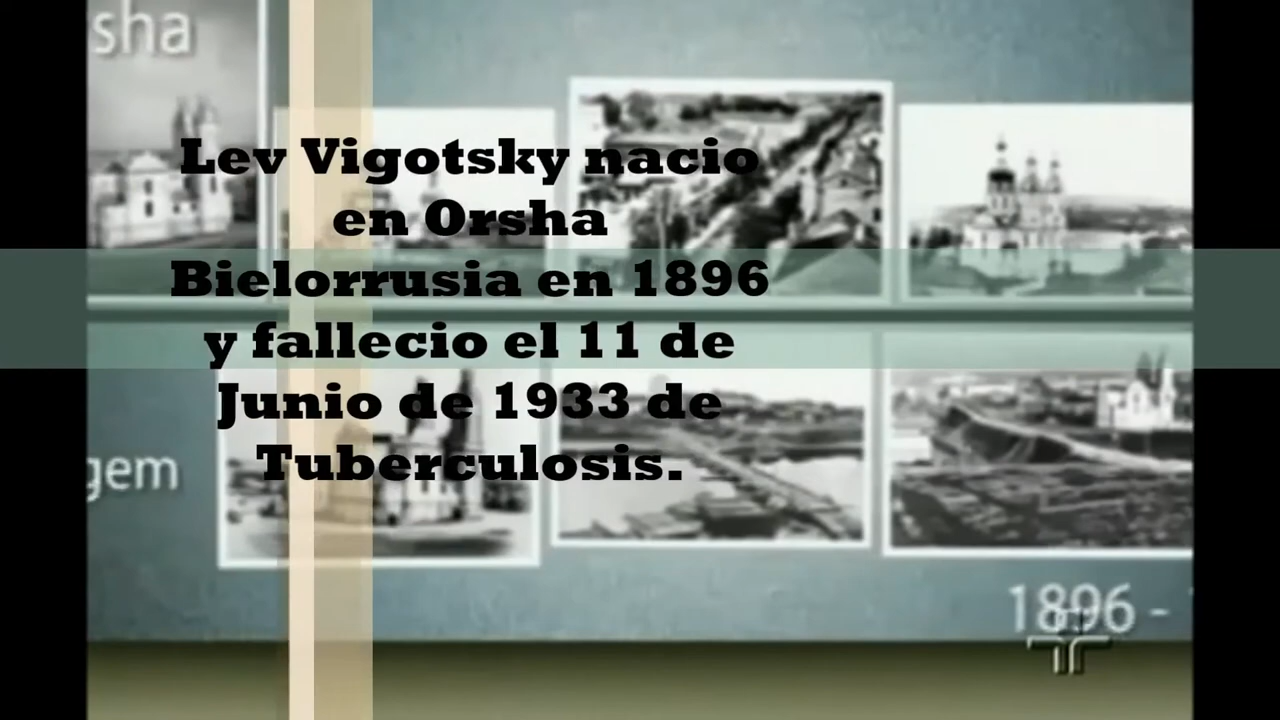 sha
Lev Vigotsky nacio
en Orsha
Bielorrusia en 1896
y fallecio el 11 de
Junio de 1933 de
Tuberculosis.
gem
1896 -